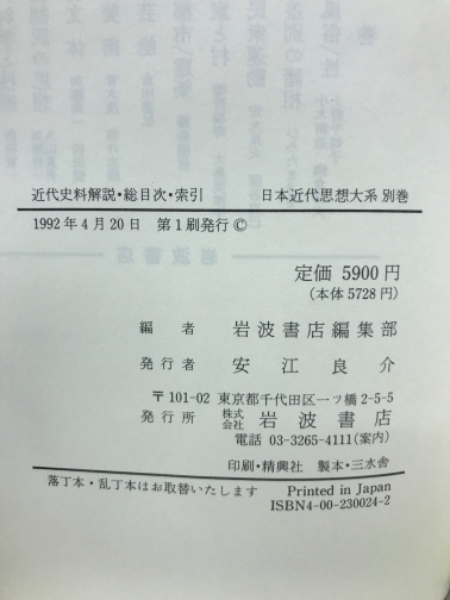 近代史料解説・総目次・索引　日本近代思想大系 別巻
1992年4月20日　第1刷発行 ©
定価 5900円
(本体5728円)
編者　岩波書店編集部
発行者　安江良介
〒101-02 東京都千代田区一ツ橋2-5-5
発行所　株式会社 岩波書店
電話 03-3265-4111(案内)
印刷・精興社　製本・三水舎
落丁本・乱丁本はお取替いたします　Printed in Japan
ISBN4-00-230024-2